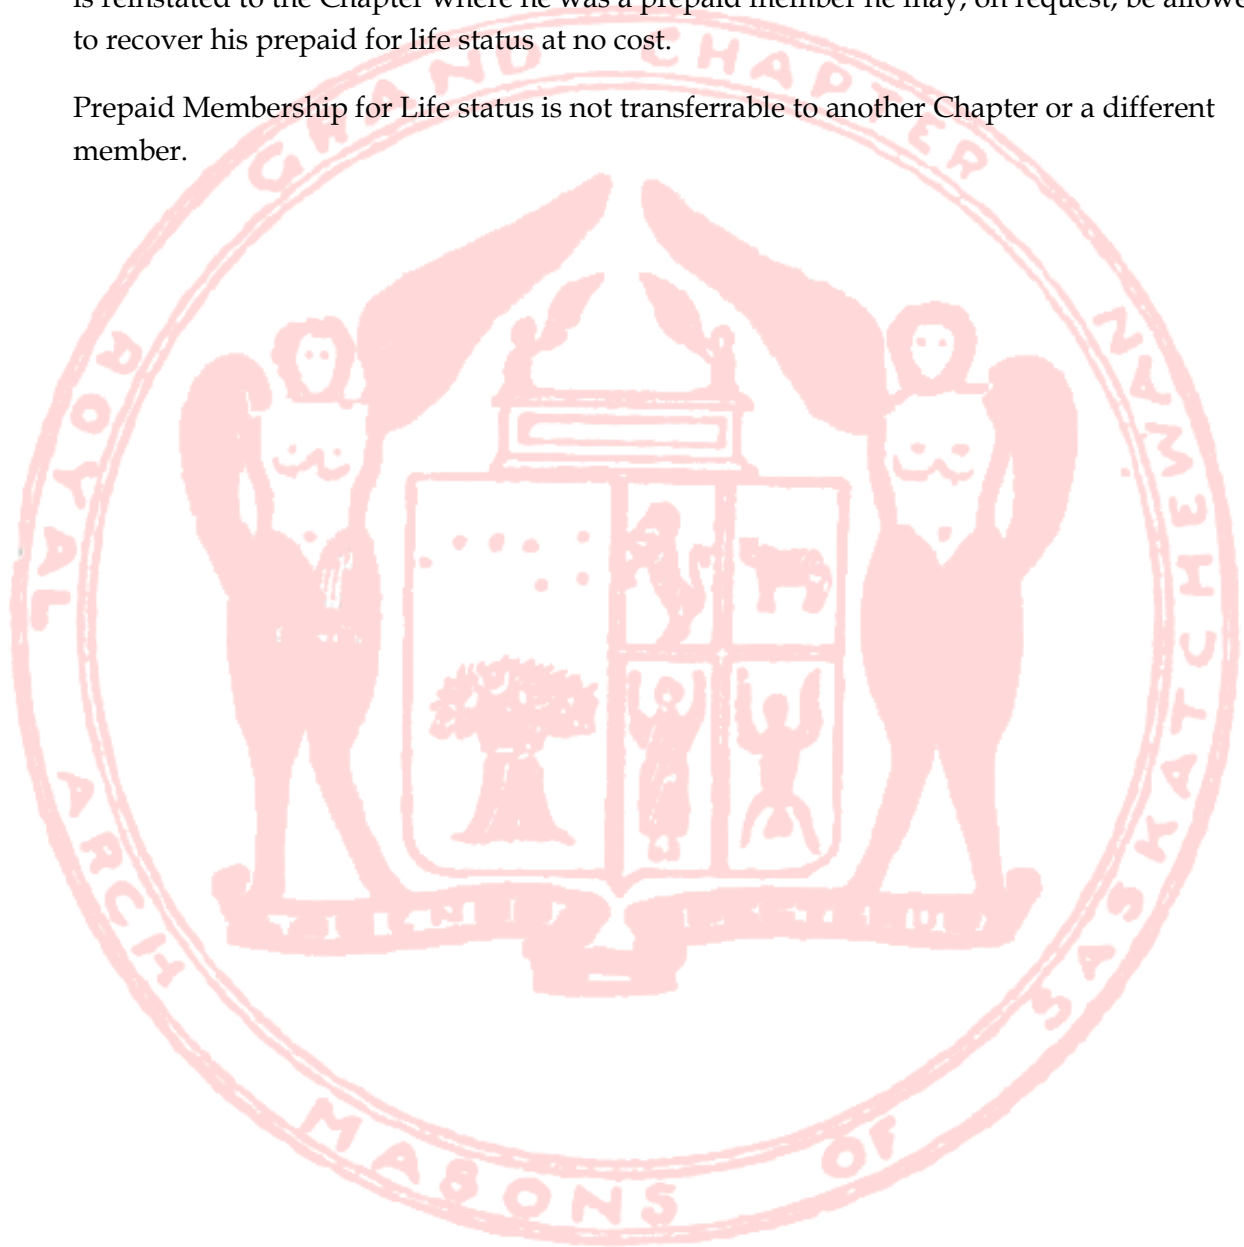 is reinstated to the Chapter where he was a prepaid member he may, on request, be allowe
to recover his prepaid for life status at no cost.
Prepaid Membership for Life status is not transferrable to another Chapter or a different
member.
GRAND CHAPTER
ROYAL ARCH MASONS OF SASKATCHEWAN